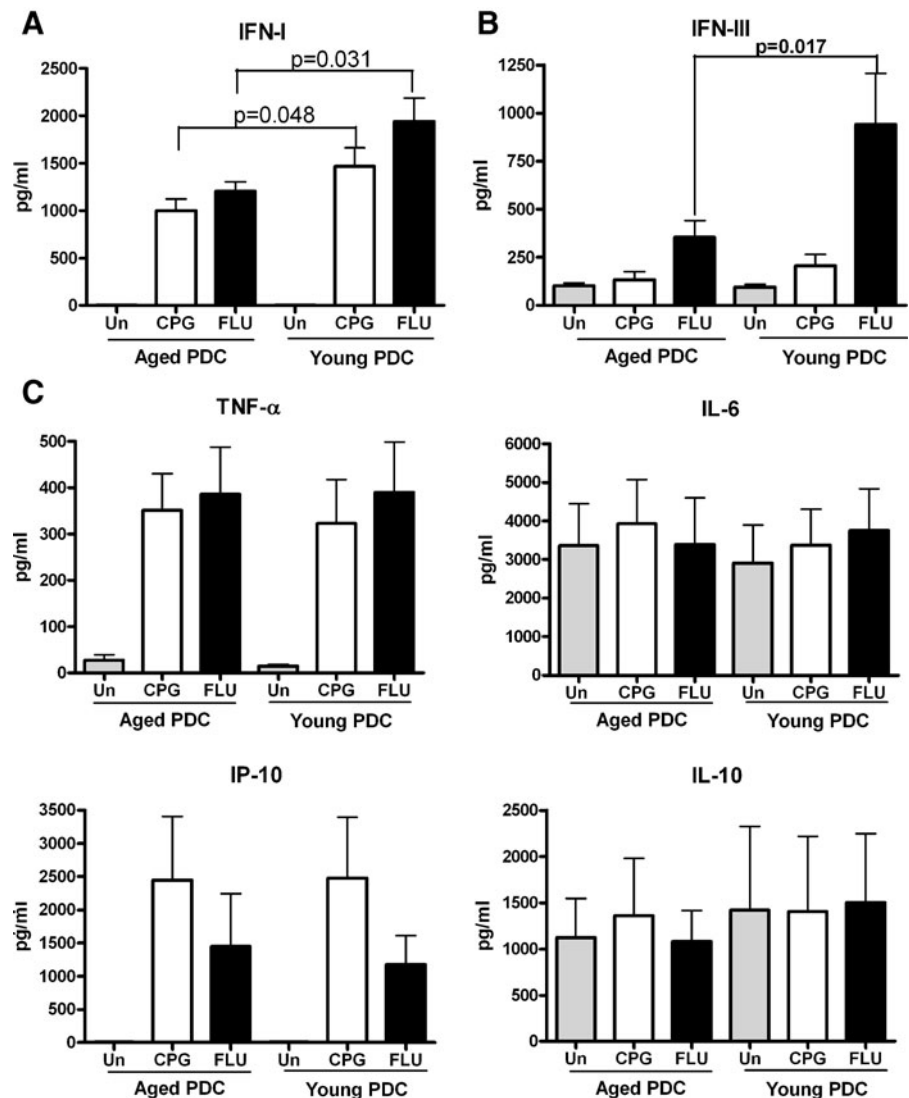 A
IFN-I
p=0.031
p=0.048
2500
2000
1500
1000
500
0
pg/ml
Un CPG FLU Un CPG FLU
Aged PDC Young PDC
B
IFN-III
p=0.017
1250
1000
750
500
250
0
pg/ml
Un CPG FLU Un CPG FLU
Aged PDC Young PDC
C
TNF-α
500
400
300
200
100
0
pg/ml
Un CPG FLU Un CPG FLU
Aged PDC Young PDC
IL-6
6000
5000
4000
3000
2000
1000
0
pg/ml
Un CPG FLU Un CPG FLU
Aged PDC Young PDC
IP-10
3500
3000
2500
2000
1500
1000
500
0
pg/ml
Un CPG FLU Un CPG FLU
Aged PDC Young PDC
IL-10
2500
2000
1500
1000
500
0
pg/ml
Un CPG FLU Un CPG FLU
Aged PDC Young PDC